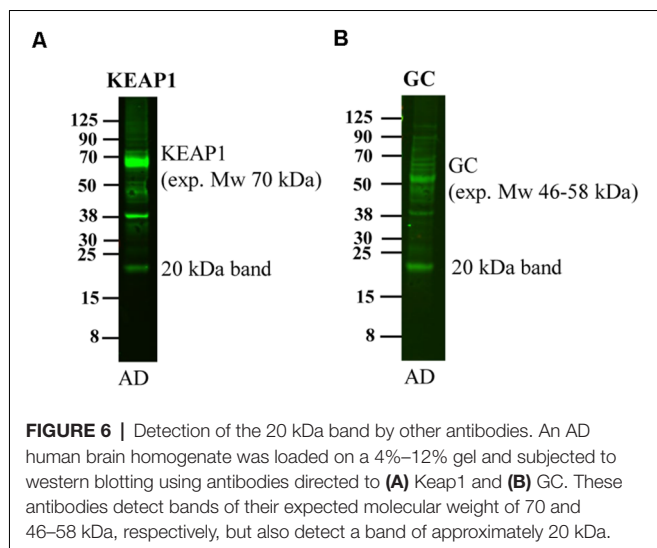 A
KEAP1
125
90
70
50
38
30
25
15
8
KEAP1
(exp. Mw 70 kDa)
20 kDa band
AD
B
GC
125
90
70
50
38
30
25
15
8
GC
(exp. Mw 46-58 kDa)
20 kDa band
AD
FIGURE 6 | Detection of the 20 kDa band by other antibodies. An AD
human brain homogenate was loaded on a 4%–12% gel and subjected to
western blotting using antibodies directed to (A) Keap1 and (B) GC. These
antibodies detect bands of their expected molecular weight of 70 and
46–58 kDa, respectively, but also detect a band of approximately 20 kDa.